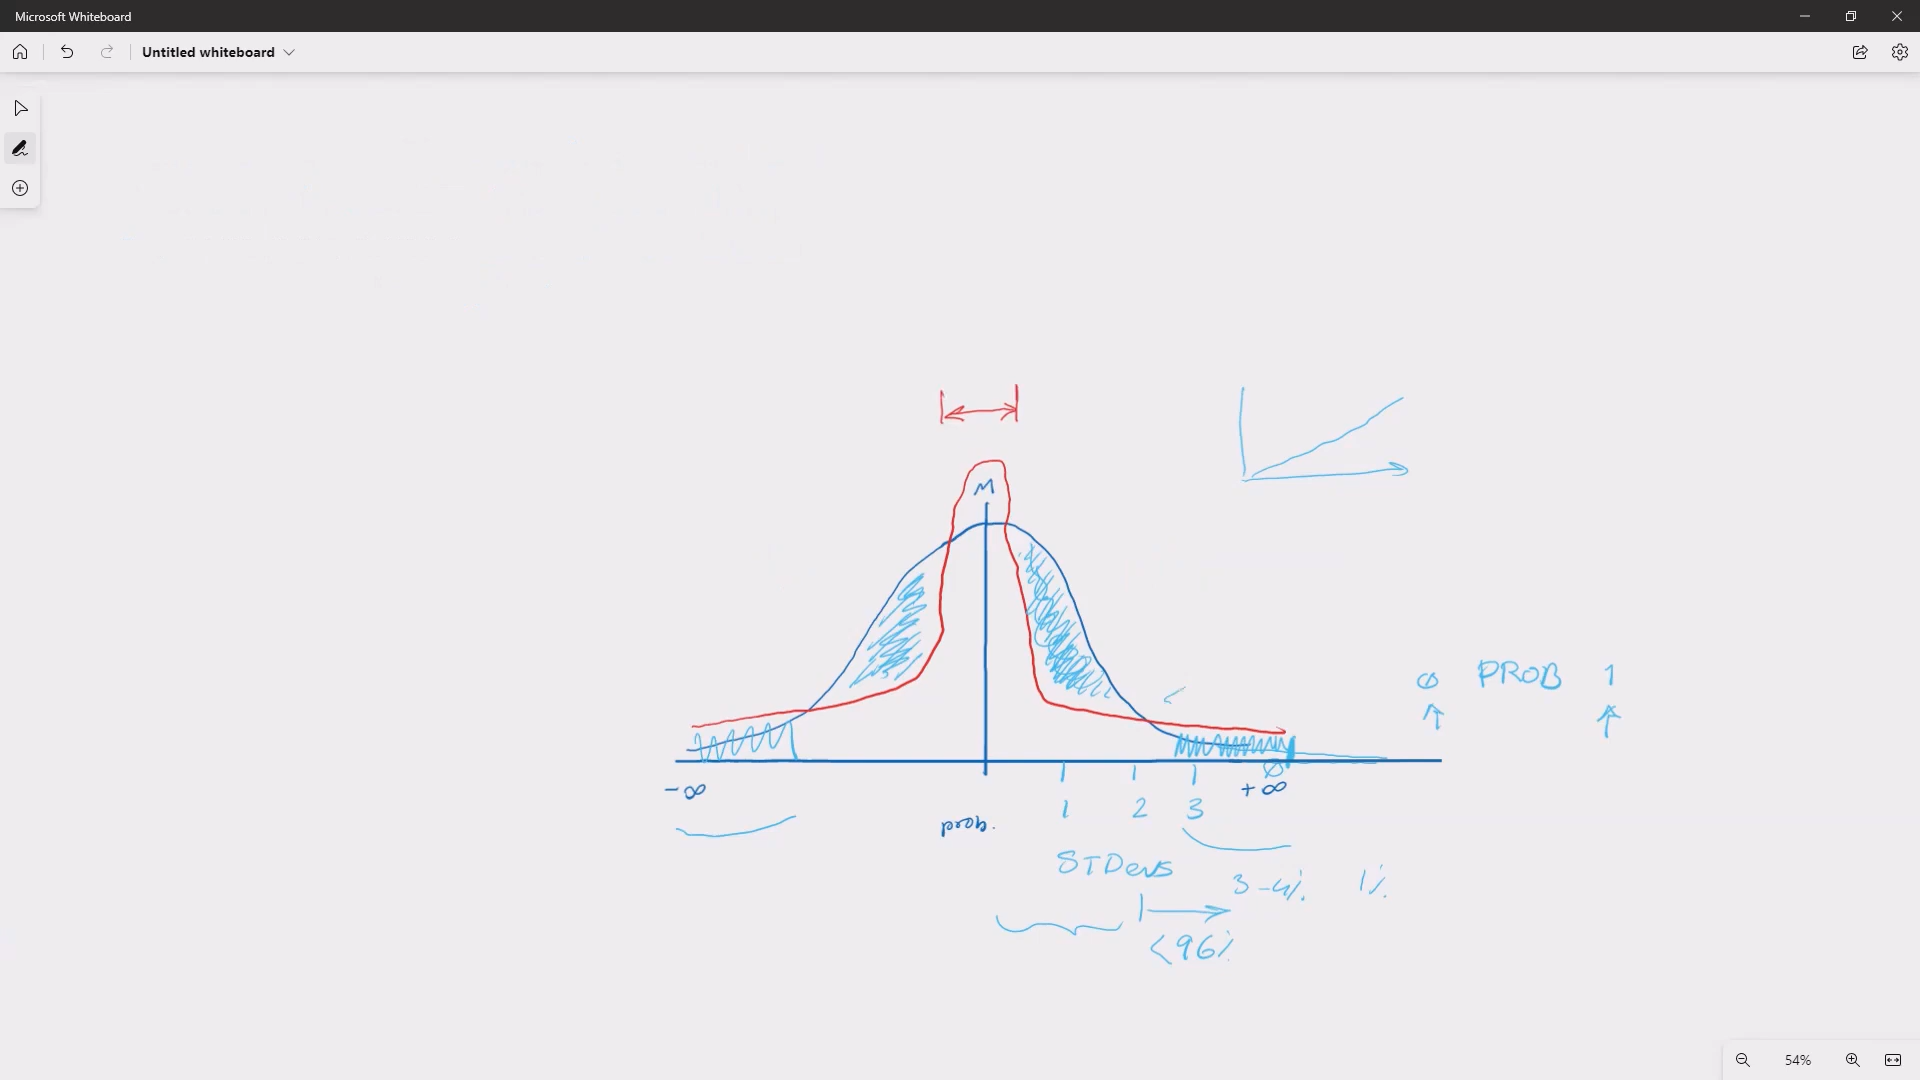 Microsoft Whiteboard
Untitled whiteboard
M
0 PROB 1
-∞
+∞
1 2 3
prob.
STDevs
3-4%. 1%.
<96%
54%